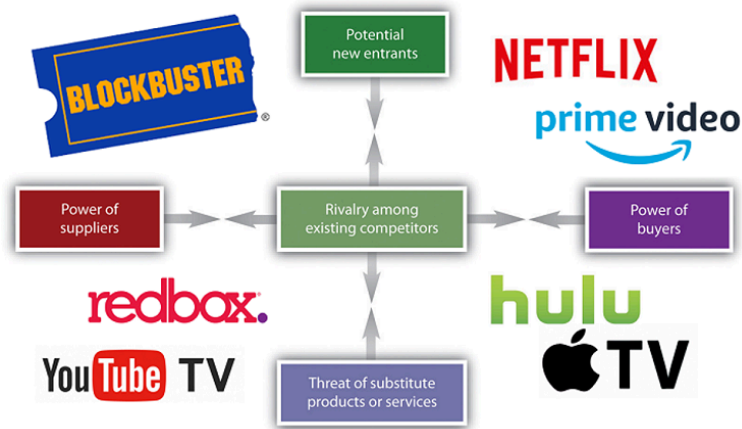 Potential
new entrants
BLOCKBUSTER
®
NETFLIX
prime video
Power of
suppliers
Rivalry among
existing competitors
Power of
buyers
redbox.
hulu
YouTube TV
TV
Threat of substitute
products or services